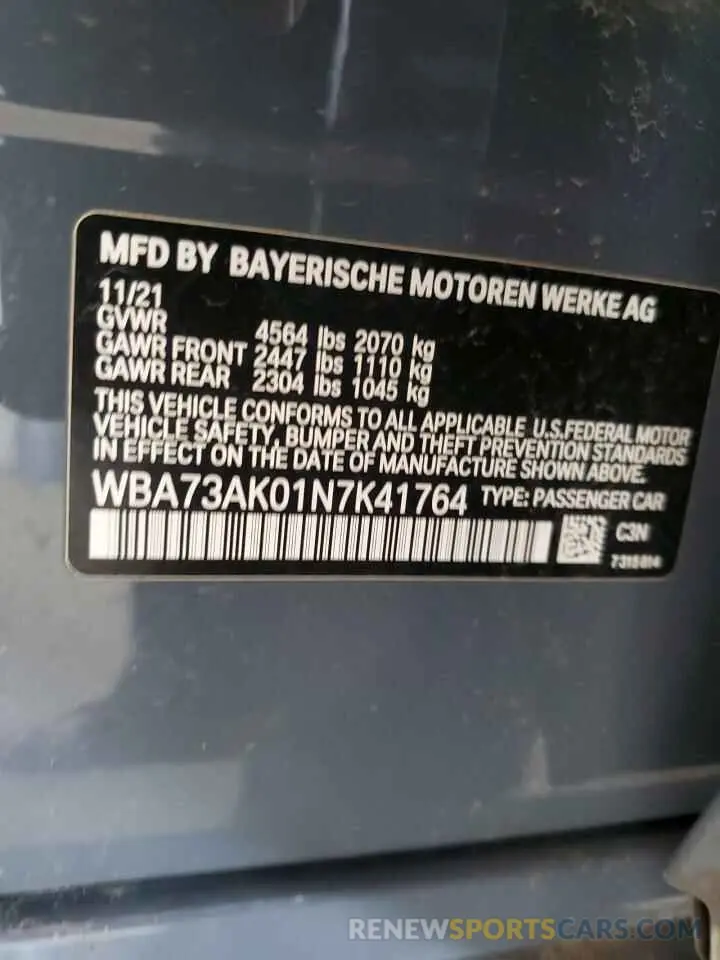 MFD BY BAYERISCHE MOTOREN WERKE AG
11/21
GVWR 4564 lbs 2070 kg
GAWR FRONT 2447 lbs 1110 kg
GAWR REAR 2304 lbs 1045 kg
THIS VEHICLE CONFORMS TO ALL APPLICABLE U.S.FEDERAL MOTOR
VEHICLE SAFETY, BUMPER AND THEFT PREVENTION STANDARDS
IN EFFECT ON THE DATE OF MANUFACTURE SHOWN ABOVE.
WBA73AK01N7K41764 TYPE: PASSENGER CAR
C3N
7315814
RENEWSPORTSCARS.COM